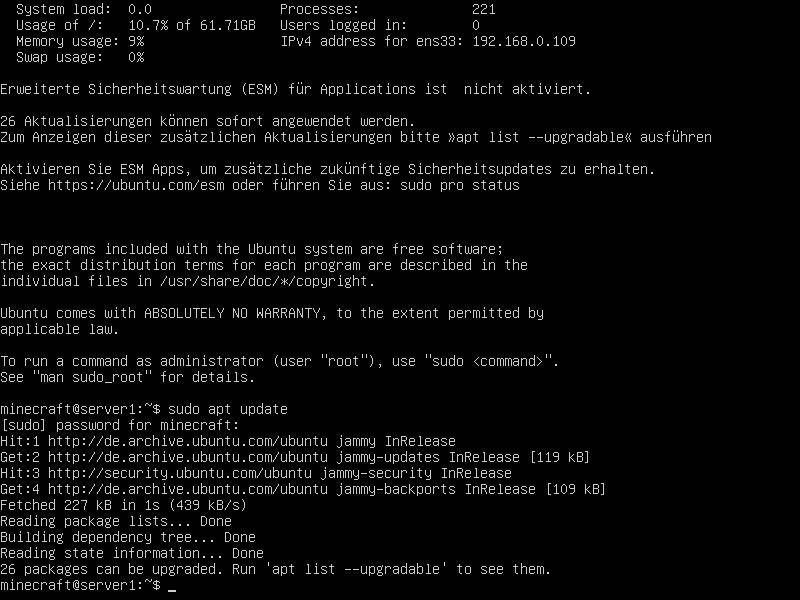 System load:  0.0                Processes:              221
Usage of /:   10.7% of 61.71GB   Users logged in:        0
Memory usage: 9%                 IPv4 address for ens33: 192.168.0.109
Swap usage:   0%
Erweiterte Sicherheitswartung (ESM) für Applications ist  nicht aktiviert.
26 Aktualisierungen können sofort angewendet werden.
Zum Anzeigen dieser zusätzlichen Aktualisierungen bitte »apt list --upgradable« ausführen
Aktivieren Sie ESM Apps, um zusätzliche zukünftige Sicherheitsupdates zu erhalten.
Siehe https://ubuntu.com/esm oder führen Sie aus: sudo pro status
The programs included with the Ubuntu system are free software;
the exact distribution terms for each program are described in the
individual files in /usr/share/doc/*/copyright.
Ubuntu comes with ABSOLUTELY NO WARRANTY, to the extent permitted by
applicable law.
To run a command as administrator (user "root"), use "sudo <command>".
See "man sudo_root" for details.
minecraft@server1:~$ sudo apt update
[sudo] password for minecraft:
Hit:1 http://de.archive.ubuntu.com/ubuntu jammy InRelease
Get:2 http://de.archive.ubuntu.com/ubuntu jammy-updates InRelease [119 kB]
Hit:3 http://security.ubuntu.com/ubuntu jammy-security InRelease
Get:4 http://de.archive.ubuntu.com/ubuntu jammy-backports InRelease [109 kB]
Fetched 227 kB in 1s (439 kB/s)
Reading package lists... Done
Building dependency tree... Done
Reading state information... Done
26 packages can be upgraded. Run 'apt list --upgradable' to see them.
minecraft@server1:~$ _